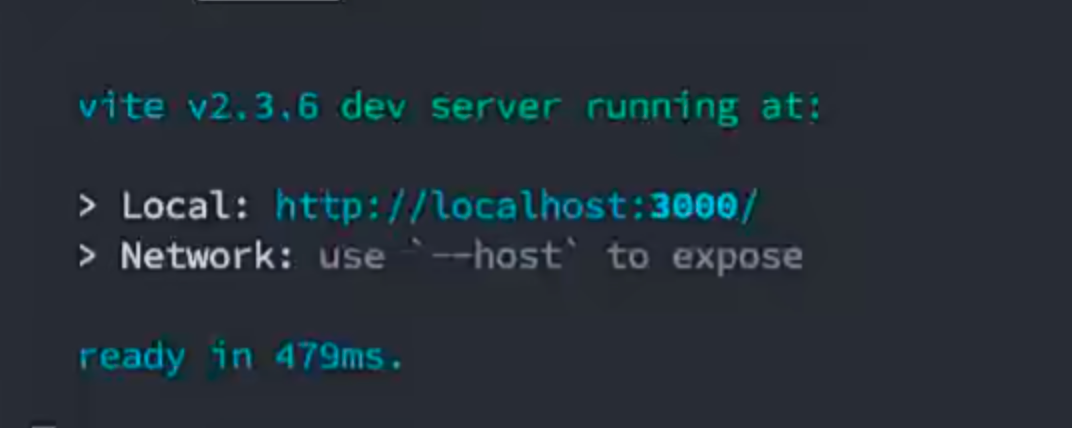 vite v2.3.6 dev server running at:
> Local: http://localhost:3000/
> Network: use `--host` to expose
ready in 479ms.